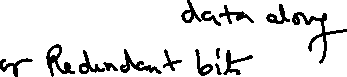 data along
or Redundant bits